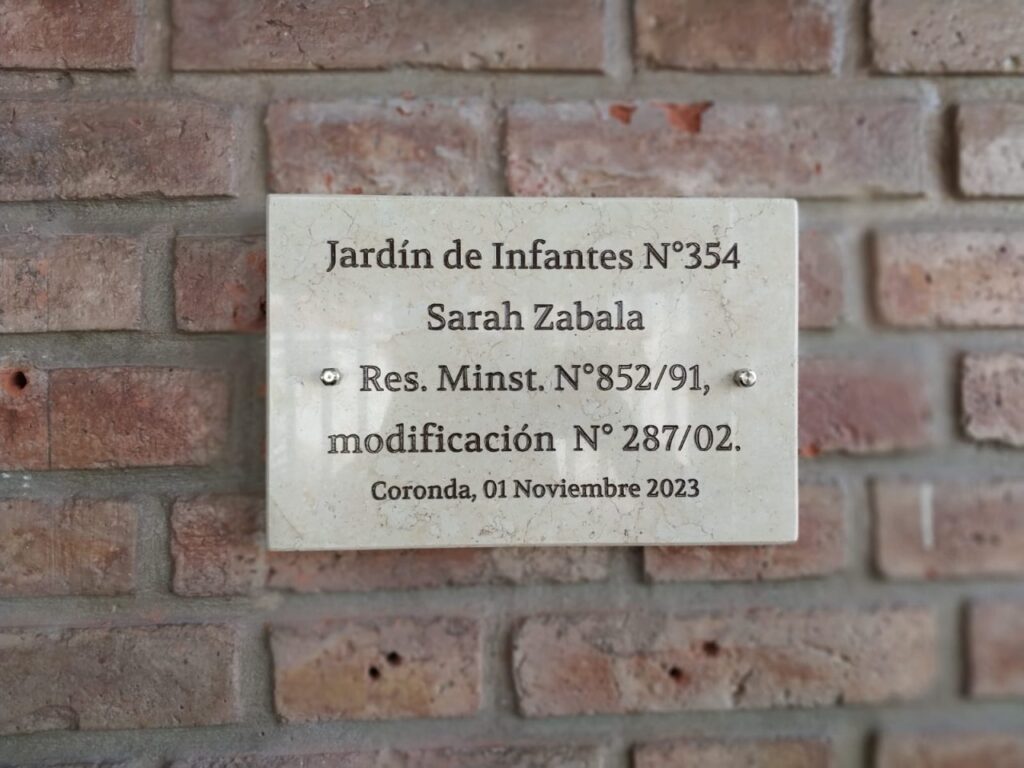 Jardín de Infantes N°354
Sarah Zabala
Res. Minst. N°852/91,
modificación N° 287/02.
Coronda, 01 Noviembre 2023